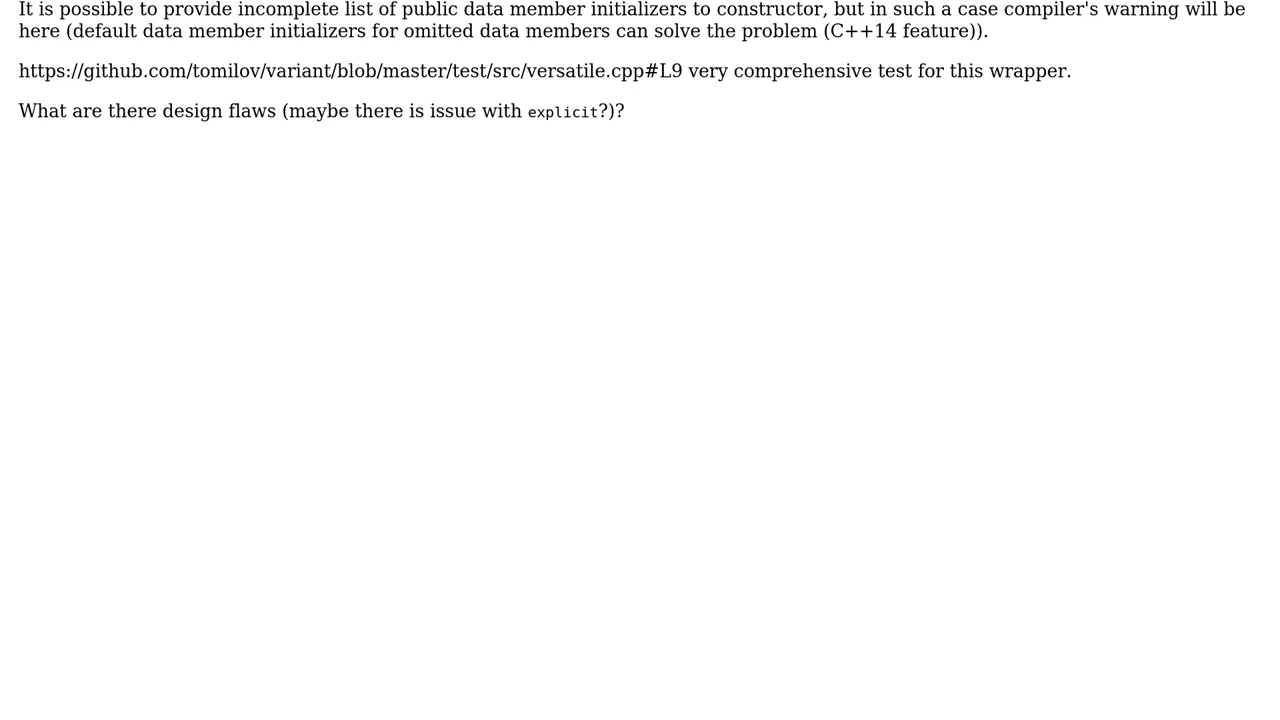 It is possible to provide incomplete list of public data member initializers to constructor, but in such a case compiler's warning will be
here (default data member initializers for omitted data members can solve the problem (C++14 feature)).
https://github.com/tomilov/variant/blob/master/test/src/versatile.cpp#L9 very comprehensive test for this wrapper.
What are there design flaws (maybe there is issue with explicit?)?